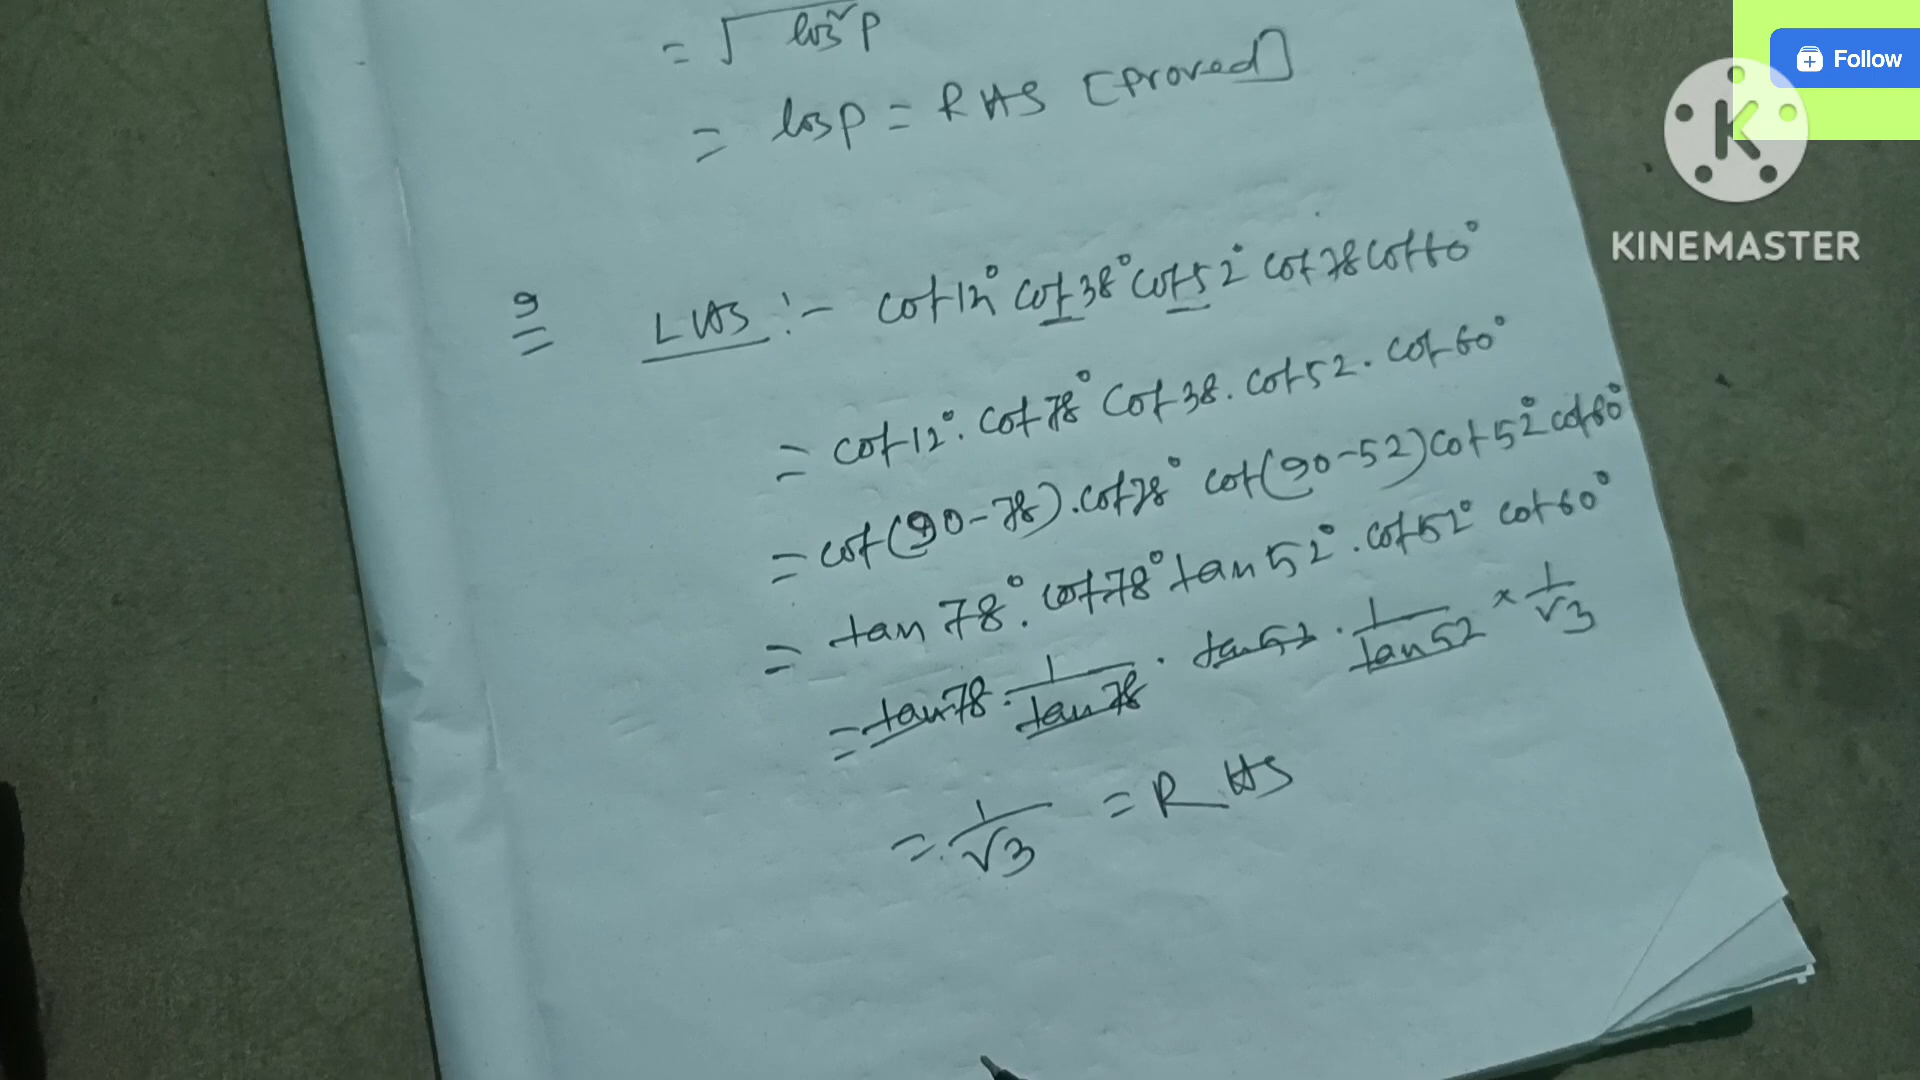 = √cos²p
= cosp = RHS [Proved]
Follow
KINEMASTER
9 LHS :- cot12° cot38° cot52° cot78 cot60°
= cot12°. cot78° cot38. cot52. cot60°
= cot(90-78). cot78° cot(90-52) cot52° cot60°
= tan78°. cot78° tan52°. cot52° cot60°
= tan78 · 1/tan78 · tan52 · 1/tan52 × 1/√3
= 1/√3 = RHS